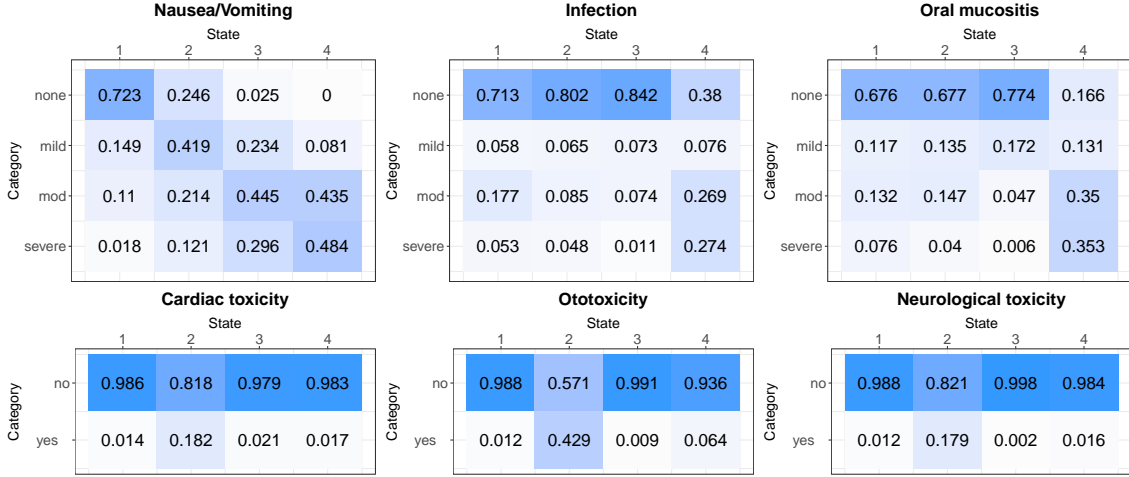 Nausea/Vomiting
State
1 2 3 4
Category
none 0.723 0.246 0.025 0
mild 0.149 0.419 0.234 0.081
mod 0.11 0.214 0.445 0.435
severe 0.018 0.121 0.296 0.484
Infection
State
1 2 3 4
Category
none 0.713 0.802 0.842 0.38
mild 0.058 0.065 0.073 0.076
mod 0.177 0.085 0.074 0.269
severe 0.053 0.048 0.011 0.274
Oral mucositis
State
1 2 3 4
Category
none 0.676 0.677 0.774 0.166
mild 0.117 0.135 0.172 0.131
mod 0.132 0.147 0.047 0.35
severe 0.076 0.04 0.006 0.353
Cardiac toxicity
State
1 2 3 4
Category
no 0.986 0.818 0.979 0.983
yes 0.014 0.182 0.021 0.017
Ototoxicity
State
1 2 3 4
Category
no 0.988 0.571 0.991 0.936
yes 0.012 0.429 0.009 0.064
Neurological toxicity
State
1 2 3 4
Category
no 0.988 0.821 0.998 0.984
yes 0.012 0.179 0.002 0.016